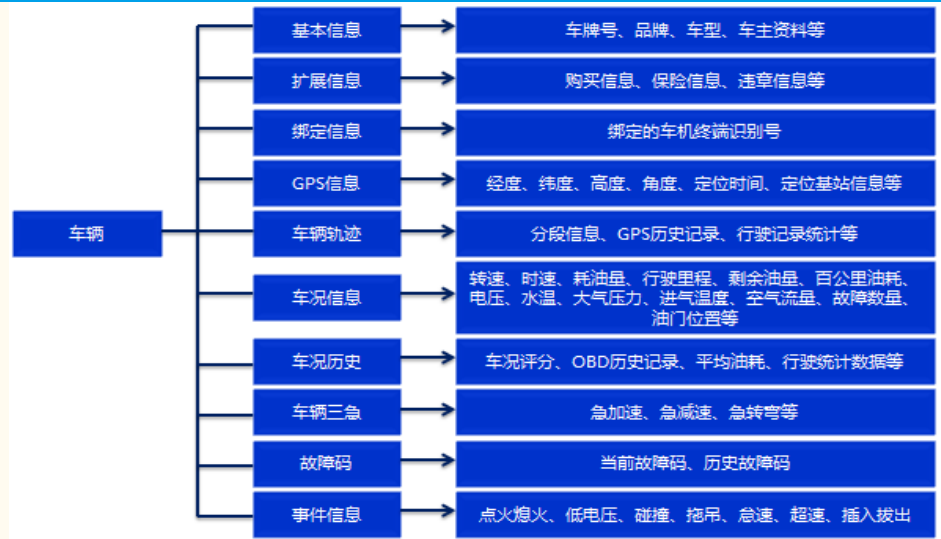 车辆
基本信息
车牌号、品牌、车型、车主资料等
扩展信息
购买信息、保险信息、违章信息等
绑定信息
绑定的车机终端识别号
GPS信息
经度、纬度、高度、角度、定位时间、定位基站信息等
车辆轨迹
分段信息、GPS历史记录、行驶记录统计等
车况信息
转速、时速、耗油量、行驶里程、剩余油量、百公里油耗、
电压、水温、大气压力、进气温度、空气流量、故障数量、
油门位置等
车况历史
车况评分、OBD历史记录、平均油耗、行驶统计数据等
车辆三急
急加速、急减速、急转弯等
故障码
当前故障码、历史故障码
事件信息
点火熄火、低电压、碰撞、拖吊、怠速、超速、插入拔出